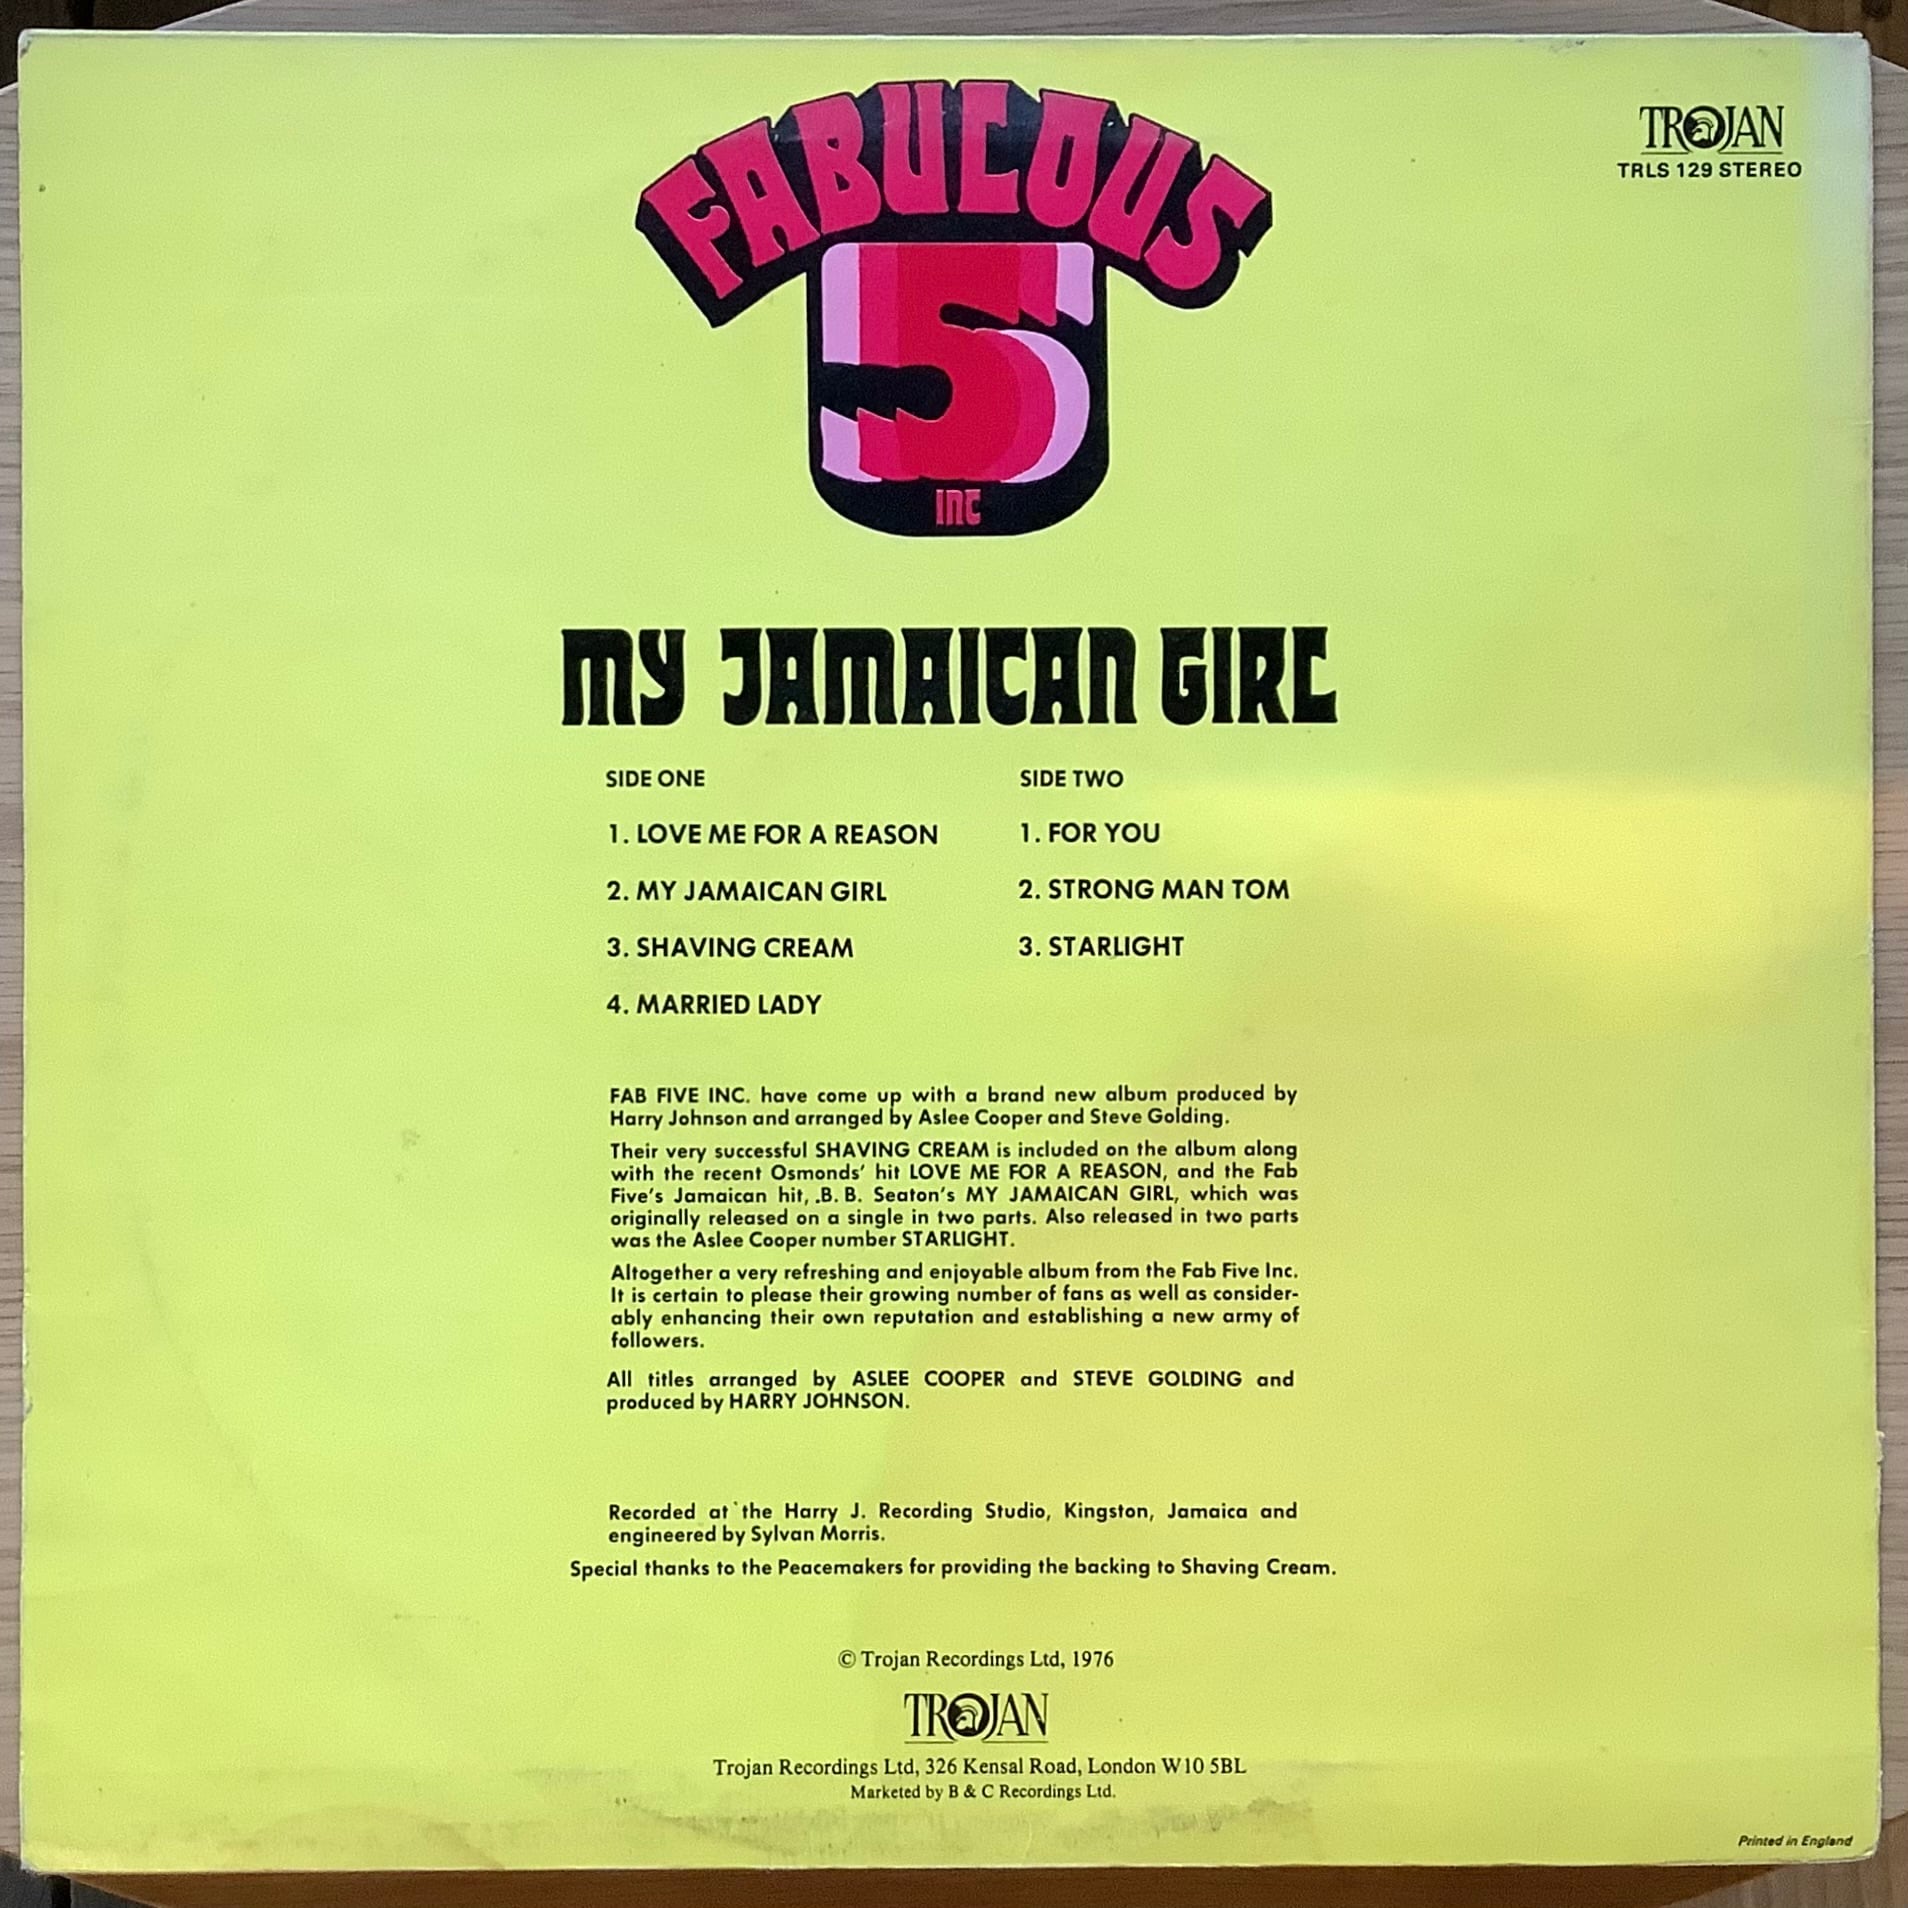 FABULOUS
5
INC
TROJAN
TRLS 129 STEREO
MY JAMAICAN GIRL
SIDE ONE
1. LOVE ME FOR A REASON
2. MY JAMAICAN GIRL
3. SHAVING CREAM
4. MARRIED LADY
SIDE TWO
1. FOR YOU
2. STRONG MAN TOM
3. STARLIGHT
FAB FIVE INC. have come up with a brand new album produced by
Harry Johnson and arranged by Aslee Cooper and Steve Golding.
Their very successful SHAVING CREAM is included on the album along
with the recent Osmonds' hit LOVE ME FOR A REASON, and the Fab
Five's Jamaican hit, .B. B. Seaton's MY JAMAICAN GIRL, which was
originally released on a single in two parts. Also released in two parts
was the Aslee Cooper number STARLIGHT.
Altogether a very refreshing and enjoyable album from the Fab Five Inc.
It is certain to please their growing number of fans as well as consider-
ably enhancing their own reputation and establishing a new army of
followers.
All titles arranged by ASLEE COOPER and STEVE GOLDING and
produced by HARRY JOHNSON.
Recorded at the Harry J. Recording Studio, Kingston, Jamaica and
engineered by Sylvan Morris.
Special thanks to the Peacemakers for providing the backing to Shaving Cream.
© Trojan Recordings Ltd, 1976
TROJAN
Trojan Recordings Ltd, 326 Kensal Road, London W10 5BL
Marketed by B & C Recordings Ltd.
Printed in England